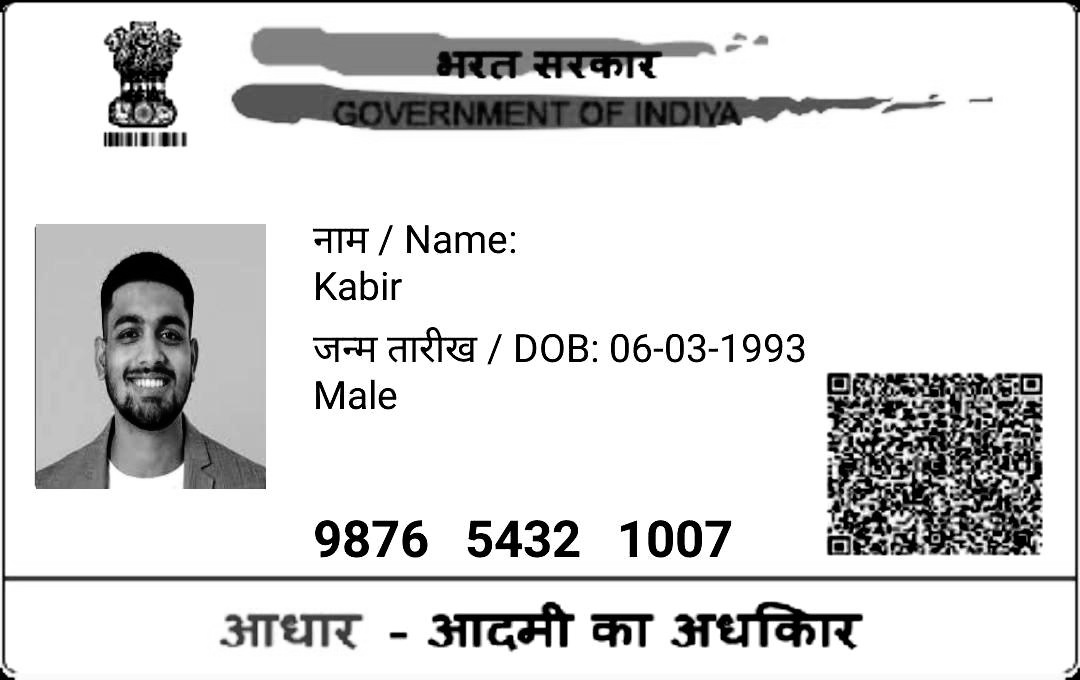 भरत सरकार
GOVERNMENT OF INDIYA
नाम / Name:
Kabir
जन्म तारीख / DOB: 06-03-1993
Male
9876 5432 1007
आधार - आदमी का अधकिार